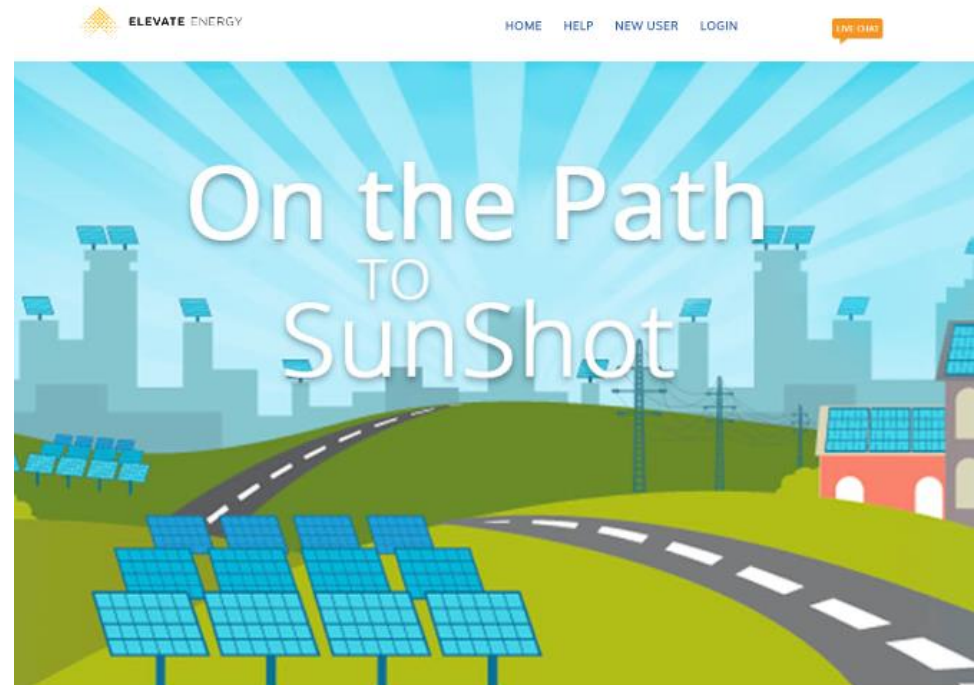 ELEVATE ENERGY
HOME HELP NEW USER LOGIN
LIVE CHAT
On the Path
TO
SunShot